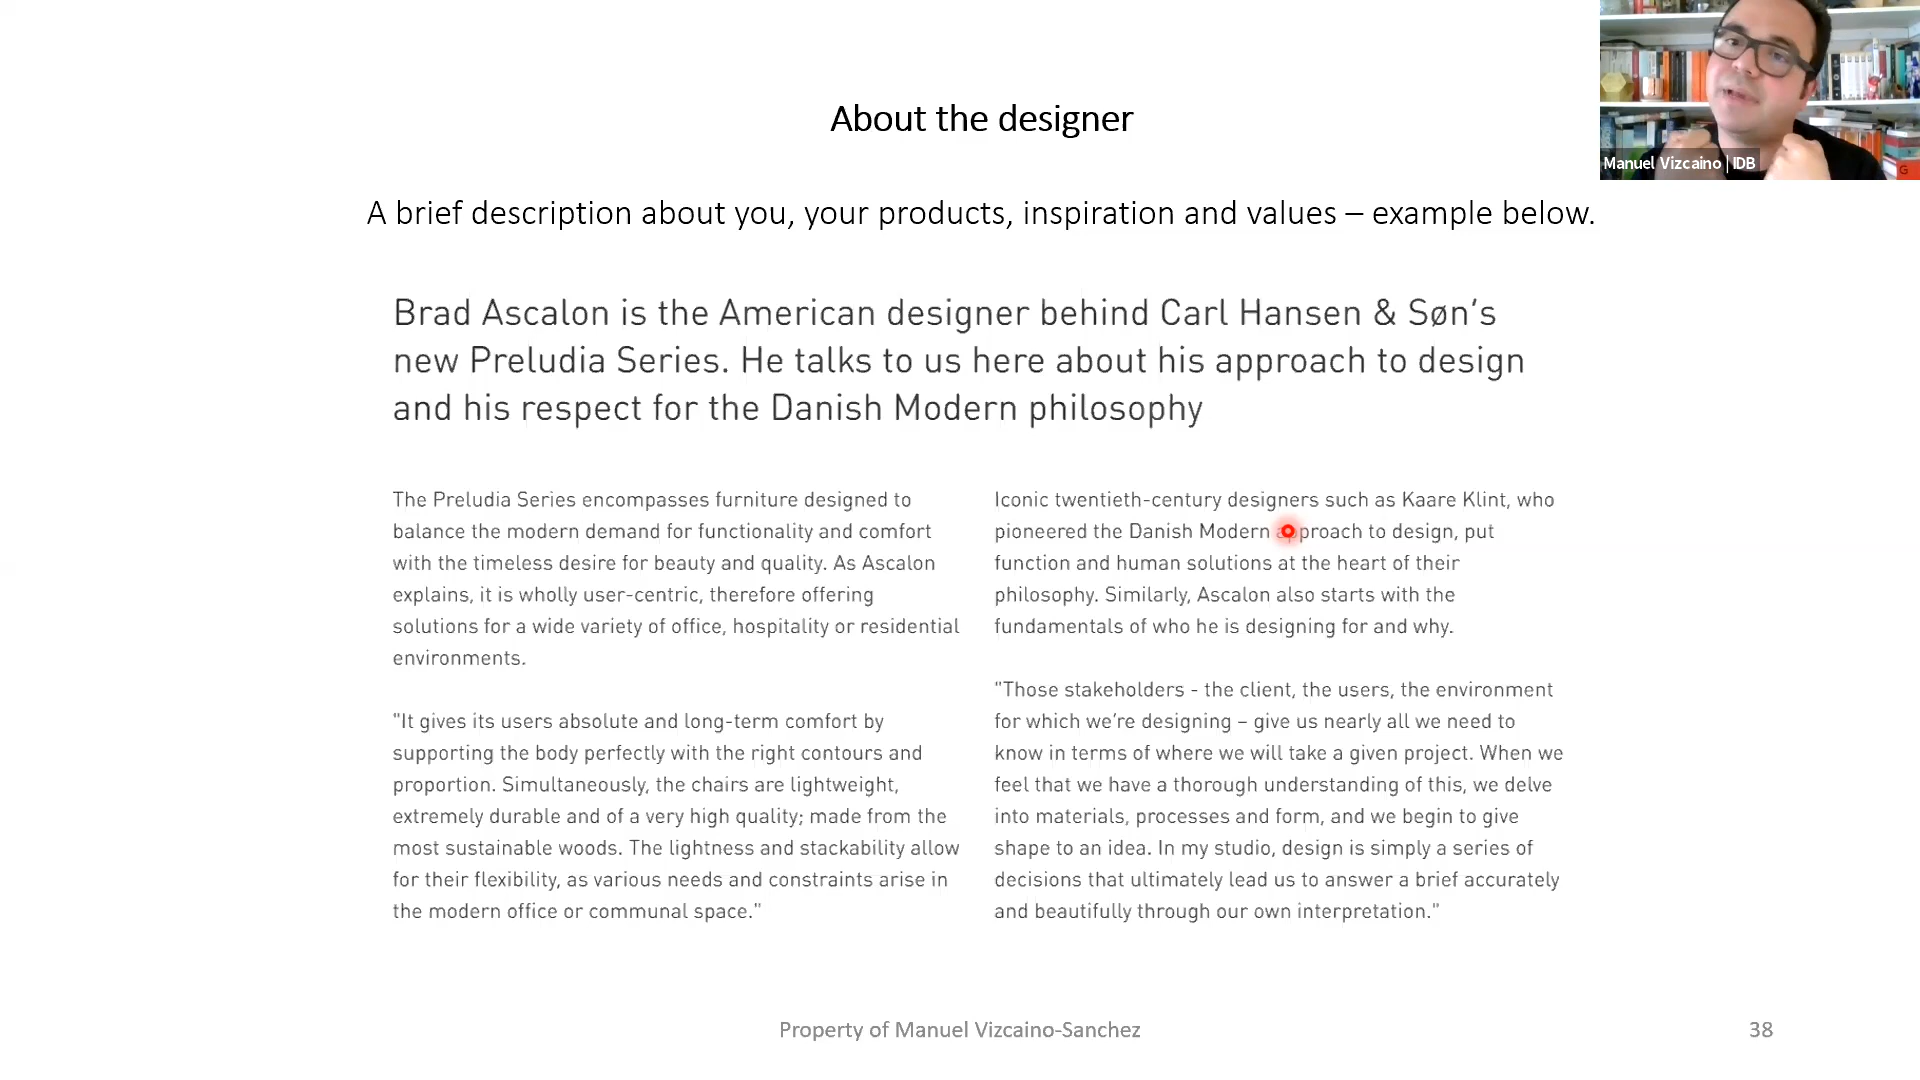 About the designer
Manuel Vizcaino | IDB
A brief description about you, your products, inspiration and values – example below.
Brad Ascalon is the American designer behind Carl Hansen & Søn’s
new Preludia Series. He talks to us here about his approach to design
and his respect for the Danish Modern philosophy
The Preludia Series encompasses furniture designed to
balance the modern demand for functionality and comfort
with the timeless desire for beauty and quality. As Ascalon
explains, it is wholly user-centric, therefore offering
solutions for a wide variety of office, hospitality or residential
environments.
"It gives its users absolute and long-term comfort by
supporting the body perfectly with the right contours and
proportion. Simultaneously, the chairs are lightweight,
extremely durable and of a very high quality; made from the
most sustainable woods. The lightness and stackability allow
for their flexibility, as various needs and constraints arise in
the modern office or communal space."
Iconic twentieth-century designers such as Kaare Klint, who
pioneered the Danish Modern approach to design, put
function and human solutions at the heart of their
philosophy. Similarly, Ascalon also starts with the
fundamentals of who he is designing for and why.
"Those stakeholders - the client, the users, the environment
for which we’re designing – give us nearly all we need to
know in terms of where we will take a given project. When we
feel that we have a thorough understanding of this, we delve
into materials, processes and form, and we begin to give
shape to an idea. In my studio, design is simply a series of
decisions that ultimately lead us to answer a brief accurately
and beautifully through our own interpretation."
Property of Manuel Vizcaino-Sanchez
38